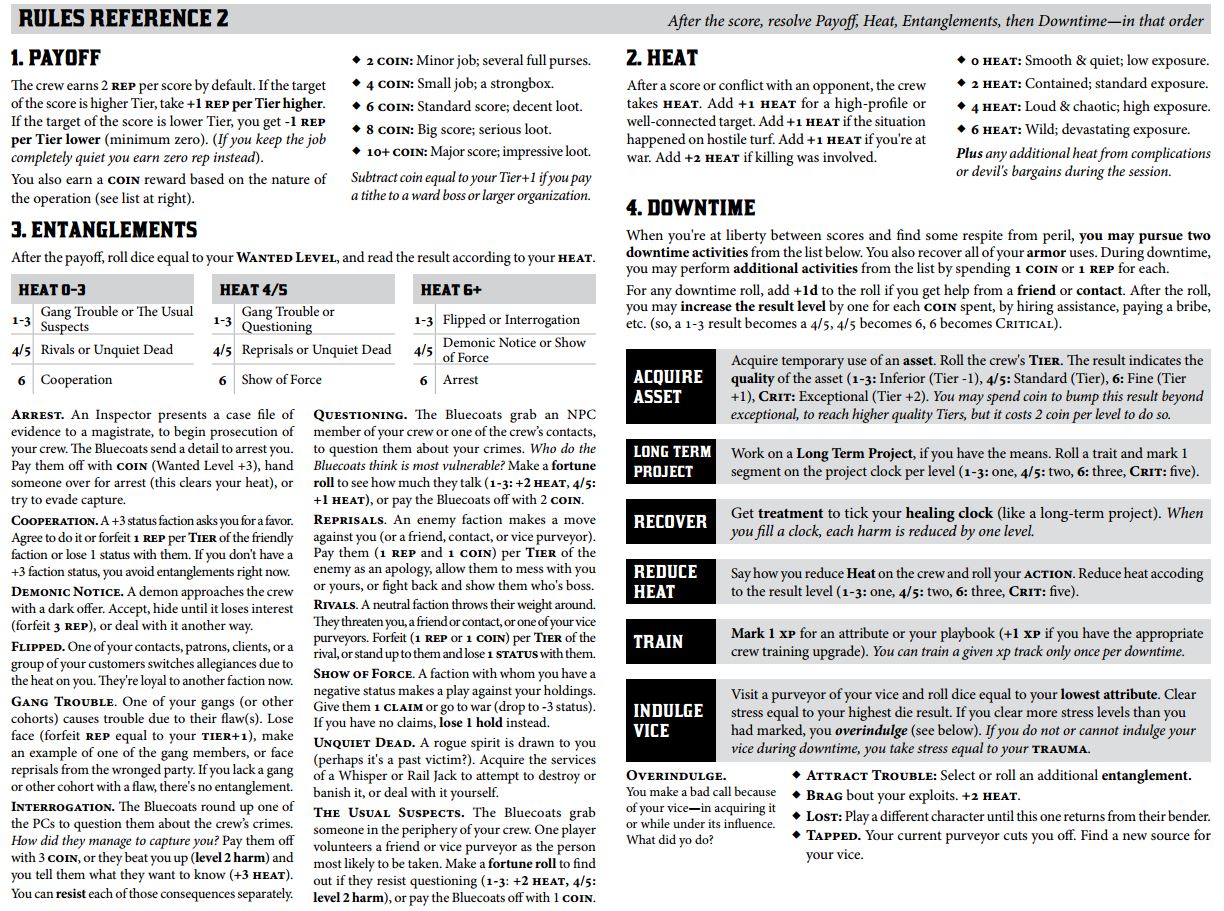 RULES REFERENCE 2
After the score, resolve Payoff, Heat, Entanglements, then Downtime—in that order
1. PAYOFF
The crew earns 2 REP per score by default. If the target
of the score is higher Tier, take +1 REP per Tier higher.
If the target of the score is lower Tier, you get -1 REP
per Tier lower (minimum zero). (If you keep the job
completely quiet you earn zero rep instead).
You also earn a COIN reward based on the nature of
the operation (see list at right).
◆ 2 COIN: Minor job; several full purses.
◆ 4 COIN: Small job; a strongbox.
◆ 6 COIN: Standard score; decent loot.
◆ 8 COIN: Big score; serious loot.
◆ 10+ COIN: Major score; impressive loot.
Subtract coin equal to your Tier+1 if you pay
a tithe to a ward boss or larger organization.
3. ENTANGLEMENTS
After the payoff, roll dice equal to your WANTED LEVEL, and read the result according to your HEAT.
HEAT 0-3
1-3 Gang Trouble or The Usual
Suspects
4/5 Rivals or Unquiet Dead
6 Cooperation
HEAT 4/5
1-3 Gang Trouble or
Questioning
4/5 Reprisals or Unquiet Dead
6 Show of Force
HEAT 6+
1-3 Flipped or Interrogation
4/5 Demonic Notice or Show
of Force
6 Arrest
ARREST. An Inspector presents a case file of
evidence to a magistrate, to begin prosecution of
your crew. The Bluecoats send a detail to arrest you.
Pay them off with COIN (Wanted Level +3), hand
someone over for arrest (this clears your heat), or
try to evade capture.
COOPERATION. A +3 status faction asks you for a favor.
Agree to do it or forfeit 1 REP per TIER of the friendly
faction or lose 1 status with them. If you don't have a
+3 faction status, you avoid entanglements right now.
DEMONIC NOTICE. A demon approaches the crew
with a dark offer. Accept, hide until it loses interest
(forfeit 3 REP), or deal with it another way.
FLIPPED. One of your contacts, patrons, clients, or a
group of your customers switches allegiances due to
the heat on you. They're loyal to another faction now.
GANG TROUBLE. One of your gangs (or other
cohorts) causes trouble due to their flaw(s). Lose
face (forfeit REP equal to your TIER+1), make
an example of one of the gang members, or face
reprisals from the wronged party. If you lack a gang
or other cohort with a flaw, there's no entanglement.
INTERROGATION. The Bluecoats round up one of
the PCs to question them about the crew's crimes.
How did they manage to capture you? Pay them off
with 3 COIN, or they beat you up (level 2 harm) and
you tell them what they want to know (+3 HEAT).
You can resist each of those consequences separately.
QUESTIONING. The Bluecoats grab an NPC
member of your crew or one of the crew's contacts,
to question them about your crimes. Who do the
Bluecoats think is most vulnerable? Make a fortune
roll to see how much they talk (1-3: +2 HEAT, 4/5:
+1 HEAT), or pay the Bluecoats off with 2 COIN.
REPRISALS. An enemy faction makes a move
against you (or a friend, contact, or vice purveyor).
Pay them (1 REP and 1 COIN) per TIER of the
enemy as an apology, allow them to mess with you
or yours, or fight back and show them who's boss.
RIVALS. A neutral faction throws their weight around.
They threaten you, a friend or contact, or one of your vice
purveyors. Forfeit (1 REP or 1 COIN) per TIER of the
rival, or stand up to them and lose 1 STATUS with them.
SHOW OF FORCE. A faction with whom you have a
negative status makes a play against your holdings.
Give them 1 CLAIM or go to war (drop to -3 status).
If you have no claims, lose 1 hold instead.
UNQUIET DEAD. A rogue spirit is drawn to you
(perhaps it's a past victim?). Acquire the services
of a Whisper or Rail Jack to attempt to destroy or
banish it, or deal with it yourself.
THE USUAL SUSPECTS. The Bluecoats grab
someone in the periphery of your crew. One player
volunteers a friend or vice purveyor as the person
most likely to be taken. Make a fortune roll to find
out if they resist questioning (1-3: +2 HEAT, 4/5:
level 2 harm), or pay the Bluecoats off with 1 COIN.
2. HEAT
After a score or conflict with an opponent, the crew
takes HEAT. Add +1 HEAT for a high-profile or
well-connected target. Add +1 HEAT if the situation
happened on hostile turf. Add +1 HEAT if you're at
war. Add +2 HEAT if killing was involved.
◆ 0 HEAT: Smooth & quiet; low exposure.
◆ 2 HEAT: Contained; standard exposure.
◆ 4 HEAT: Loud & chaotic; high exposure.
◆ 6 HEAT: Wild; devastating exposure.
Plus any additional heat from complications
or devil's bargains during the session.
4. DOWNTIME
When you're at liberty between scores and find some respite from peril, you may pursue two
downtime activities from the list below. You also recover all of your armor uses. During downtime,
you may perform additional activities from the list by spending 1 COIN or 1 REP for each.
For any downtime roll, add +1d to the roll if you get help from a friend or contact. After the roll,
you may increase the result level by one for each COIN spent, by hiring assistance, paying a bribe,
etc. (so, a 1-3 result becomes a 4/5, 4/5 becomes 6, 6 becomes CRITICAL).
ACQUIRE
ASSET
Acquire temporary use of an asset. Roll the crew's TIER. The result indicates the
quality of the asset (1-3: Inferior (Tier -1), 4/5: Standard (Tier), 6: Fine (Tier
+1), CRIT: Exceptional (Tier +2). You may spend coin to bump this result beyond
exceptional, to reach higher quality Tiers, but it costs 2 coin per level to do so.
LONG TERM
PROJECT
Work on a Long Term Project, if you have the means. Roll a trait and mark 1
segment on the project clock per level (1-3: one, 4/5: two, 6: three, CRIT: five).
RECOVER
Get treatment to tick your healing clock (like a long-term project). When
you fill a clock, each harm is reduced by one level.
REDUCE
HEAT
Say how you reduce Heat on the crew and roll your ACTION. Reduce heat accoding
to the result level (1-3: one, 4/5: two, 6: three, CRIT: five).
TRAIN
Mark 1 XP for an attribute or your playbook (+1 XP if you have the appropriate
crew training upgrade). You can train a given xp track only once per downtime.
INDULGE
VICE
Visit a purveyor of your vice and roll dice equal to your lowest attribute. Clear
stress equal to your highest die result. If you clear more stress levels than you
had marked, you overindulge (see below). If you do not or cannot indulge your
vice during downtime, you take stress equal to your TRAUMA.
OVERINDULGE.
You make a bad call because
of your vice—in acquiring it
or while under its influence.
What did yo do?
◆ ATTRACT TROUBLE: Select or roll an additional entanglement.
◆ BRAG bout your exploits. +2 HEAT.
◆ LOST: Play a different character until this one returns from their bender.
◆ TAPPED. Your current purveyor cuts you off. Find a new source for
your vice.